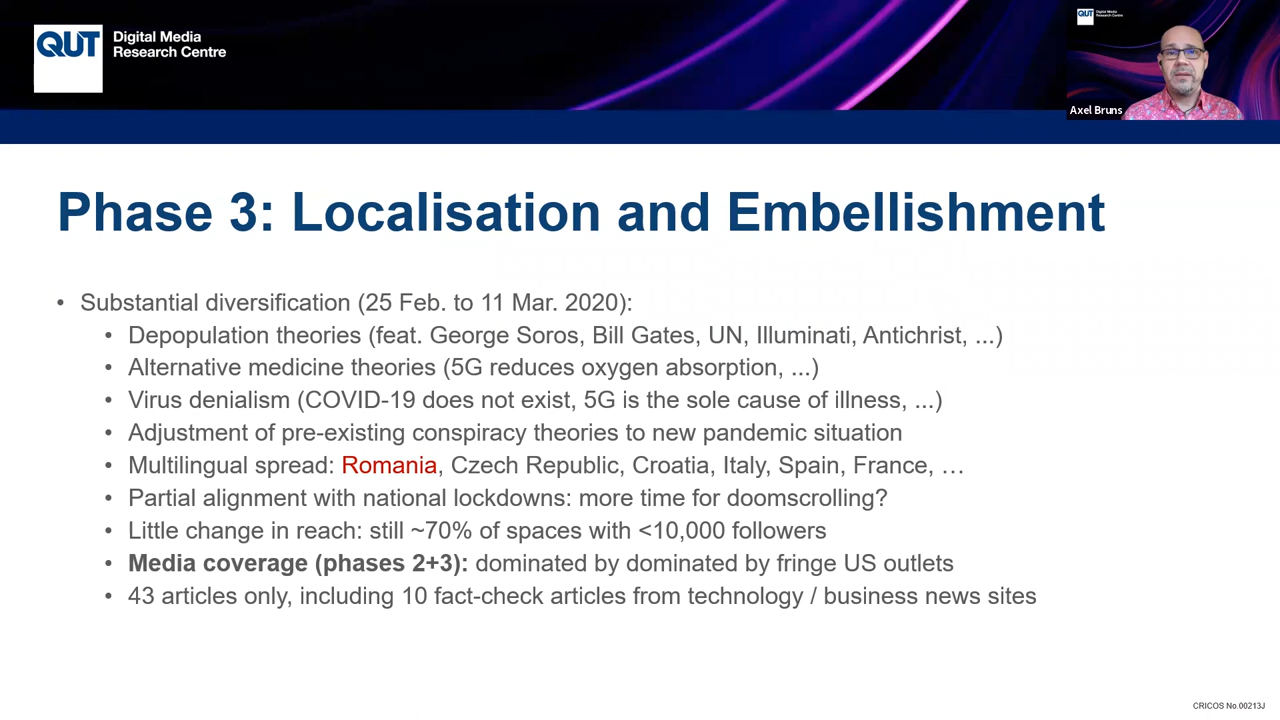 QUT
Digital Media
Research Centre
QUT
Digital Media
Research Centre
Axel Bruns
Phase 3: Localisation and Embellishment
• Substantial diversification (25 Feb. to 11 Mar. 2020):
• Depopulation theories (feat. George Soros, Bill Gates, UN, Illuminati, Antichrist, ...)
• Alternative medicine theories (5G reduces oxygen absorption, ...)
• Virus denialism (COVID-19 does not exist, 5G is the sole cause of illness, ...)
• Adjustment of pre-existing conspiracy theories to new pandemic situation
• Multilingual spread: Romania, Czech Republic, Croatia, Italy, Spain, France, …
• Partial alignment with national lockdowns: more time for doomscrolling?
• Little change in reach: still ~70% of spaces with <10,000 followers
• Media coverage (phases 2+3): dominated by dominated by fringe US outlets
• 43 articles only, including 10 fact-check articles from technology / business news sites
CRICOS No.00213J